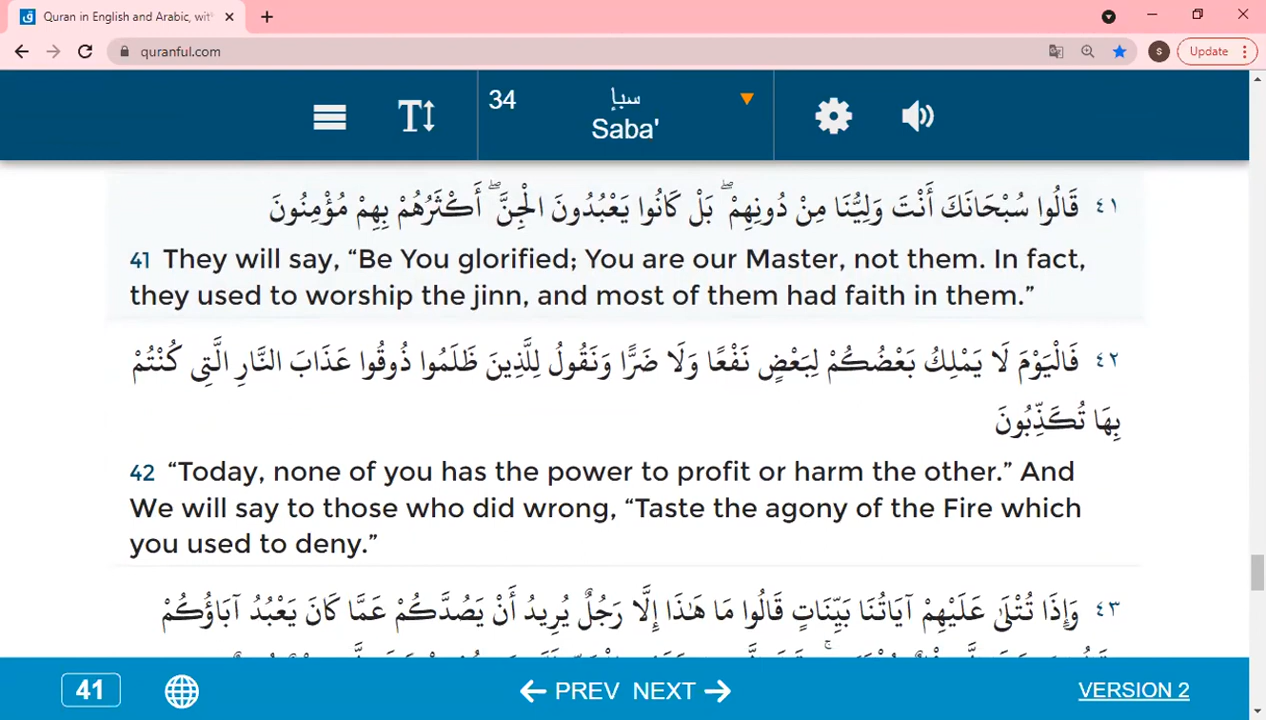 Quran in English and Arabic, wit
quranful.com
Update
34
سبإ
Saba'
٤١ قَالُوا سُبْحَانَكَ أَنْتَ وَلِيُّنَا مِنْ دُونِهِمْ ۖ بَلْ كَانُوا يَعْبُدُونَ الْجِنَّ ۖ أَكْثَرُهُمْ بِهِمْ مُؤْمِنُونَ
41 They will say, “Be You glorified; You are our Master, not them. In fact,
they used to worship the jinn, and most of them had faith in them.”
٤٢ فَالْيَوْمَ لَا يَمْلِكُ بَعْضُكُمْ لِبَعْضٍ نَفْعًا وَلَا ضَرًّا وَنَقُولُ لِلَّذِينَ ظَلَمُوا ذُوقُوا عَذَابَ النَّارِ الَّتِي كُنْتُمْ
بِهَا تُكَذِّبُونَ
42 “Today, none of you has the power to profit or harm the other.” And
We will say to those who did wrong, “Taste the agony of the Fire which
you used to deny.”
٤٣ وَإِذَا تُتْلَىٰ عَلَيْهِمْ آيَاتُنَا بَيِّنَاتٍ قَالُوا مَا هَـٰذَا إِلَّا رَجُلٌ يُرِيدُ أَنْ يَصُدَّكُمْ عَمَّا كَانَ يَعْبُدُ آبَاؤُكُمْ
41
PREV NEXT
VERSION 2